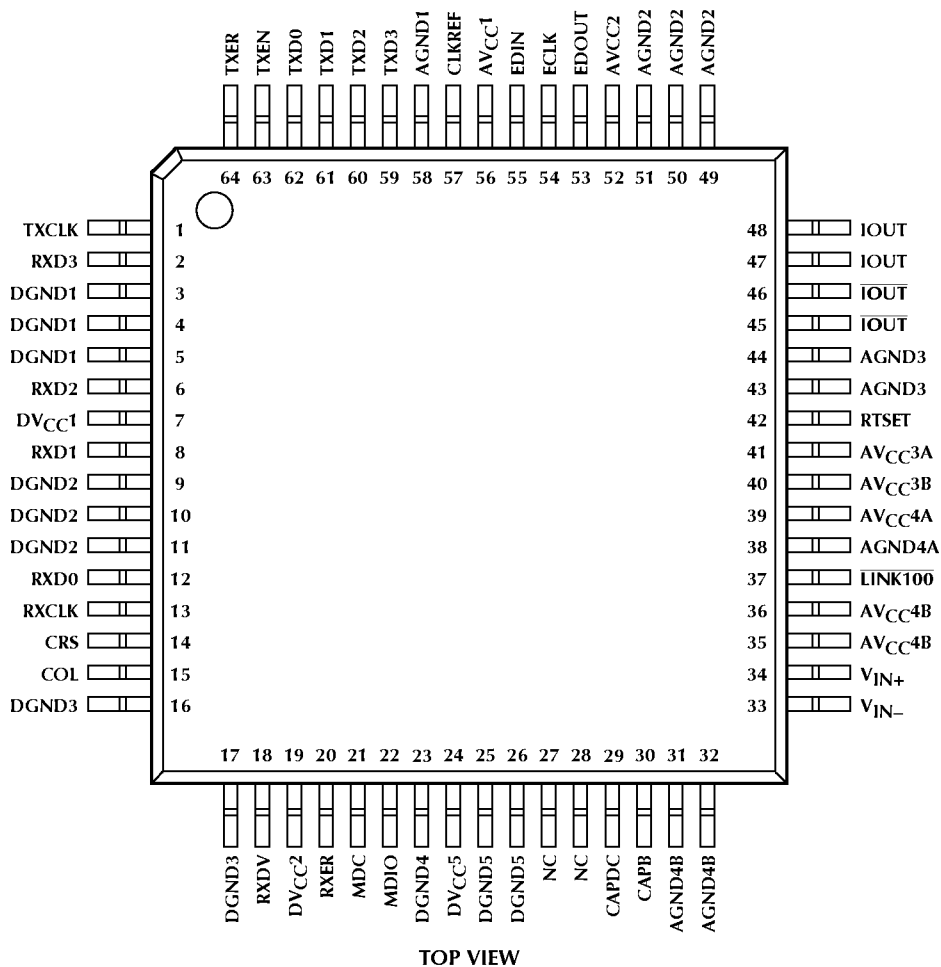 TXER TXEN TXD0 TXD1 TXD2 TXD3 AGND1 CLKREF AVCC1 EDIN ECLK EDOUT AVCC2 AGND2 AGND2 AGND2
64 63 62 61 60 59 58 57 56 55 54 53 52 51 50 49
TXCLK 1 48 IOUT
RXD3 2 47 IOUT
DGND1 3 46 I̅O̅U̅T̅
DGND1 4 45 I̅O̅U̅T̅
DGND1 5 44 AGND3
RXD2 6 43 AGND3
DVCC1 7 42 RTSET
RXD1 8 41 AVCC3A
DGND2 9 40 AVCC3B
DGND2 10 39 AVCC4A
DGND2 11 38 AGND4A
RXD0 12 37 L̅I̅N̅K̅1̅0̅0̅
RXCLK 13 36 AVCC4B
CRS 14 35 AVCC4B
COL 15 34 VIN+
DGND3 16 33 VIN–
17 18 19 20 21 22 23 24 25 26 27 28 29 30 31 32
DGND3 RXDV DVCC2 RXER MDC MDIO DGND4 DVCC5 DGND5 DGND5 NC NC CAPDC CAPB AGND4B AGND4B
TOP VIEW